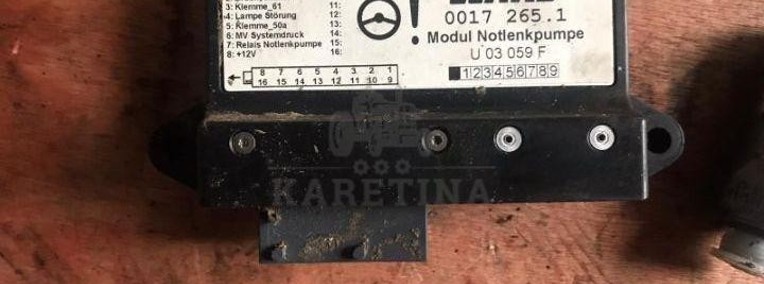 3: Klemme_61 11:
4: Lampe Störung 12:
5: Klemme_50a 13:
6: MV Systemdruck 14:
7: Relais Notlenkpumpe 15:
8: +12V 16:
!
0017 265.1
Modul Notlenkpumpe
U 03 059 F
123456789
8 7 6 5 4 3 2 1
16 15 14 13 12 11 10 9
KARETINA